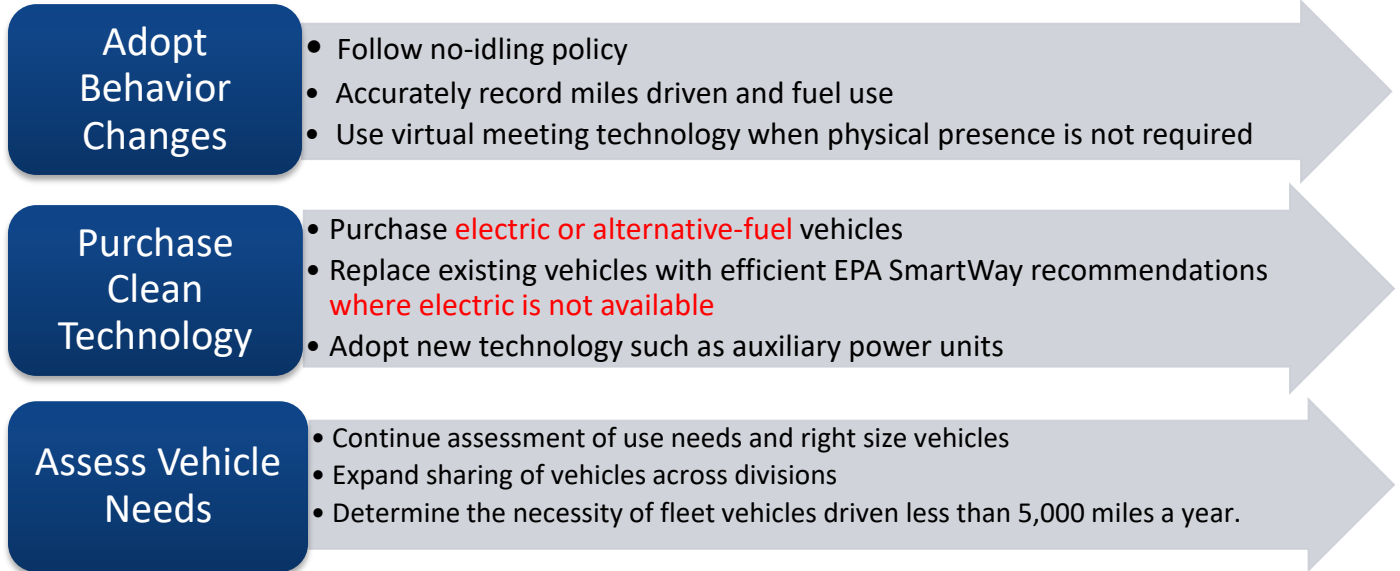 Adopt
Behavior
Changes
• Follow no-idling policy
• Accurately record miles driven and fuel use
• Use virtual meeting technology when physical presence is not required
Purchase
Clean
Technology
• Purchase electric or alternative-fuel vehicles
• Replace existing vehicles with efficient EPA SmartWay recommendations
where electric is not available
• Adopt new technology such as auxiliary power units
Assess Vehicle
Needs
• Continue assessment of use needs and right size vehicles
• Expand sharing of vehicles across divisions
• Determine the necessity of fleet vehicles driven less than 5,000 miles a year.